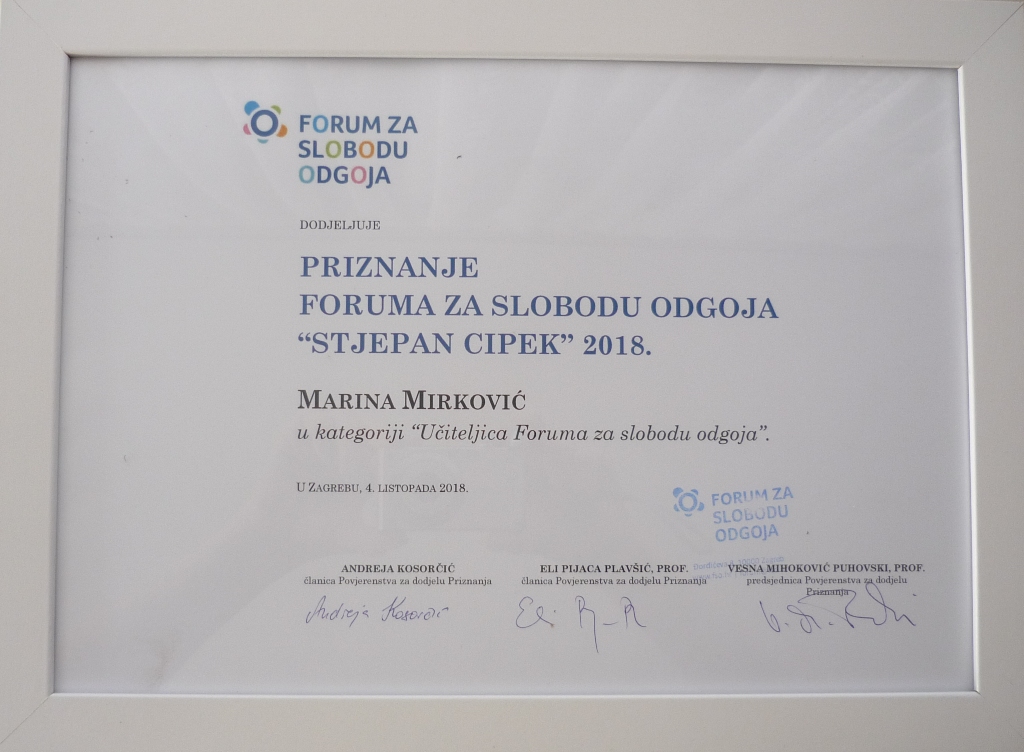 FORUM ZA
SLOBODU
ODGOJA
DODJELJUJE
PRIZNANJE
FORUMA ZA SLOBODU ODGOJA
“STJEPAN CIPEK” 2018.
MARINA MIRKOVIĆ
u kategoriji “Učiteljica Foruma za slobodu odgoja”.
U ZAGREBU, 4. LISTOPADA 2018.
FORUM ZA
SLOBODU
ODGOJA
ANDREJA KOSORČIĆ
članica Povjerenstva za dodjelu Priznanja
Andreja Kosorčić
ELI PIJACA PLAVŠIĆ, PROF.
članica Povjerenstva za dodjelu Priznanja
VESNA MIHOKOVIĆ PUHOVSKI, PROF.
predsjednica Povjerenstva za dodjelu
Priznanja